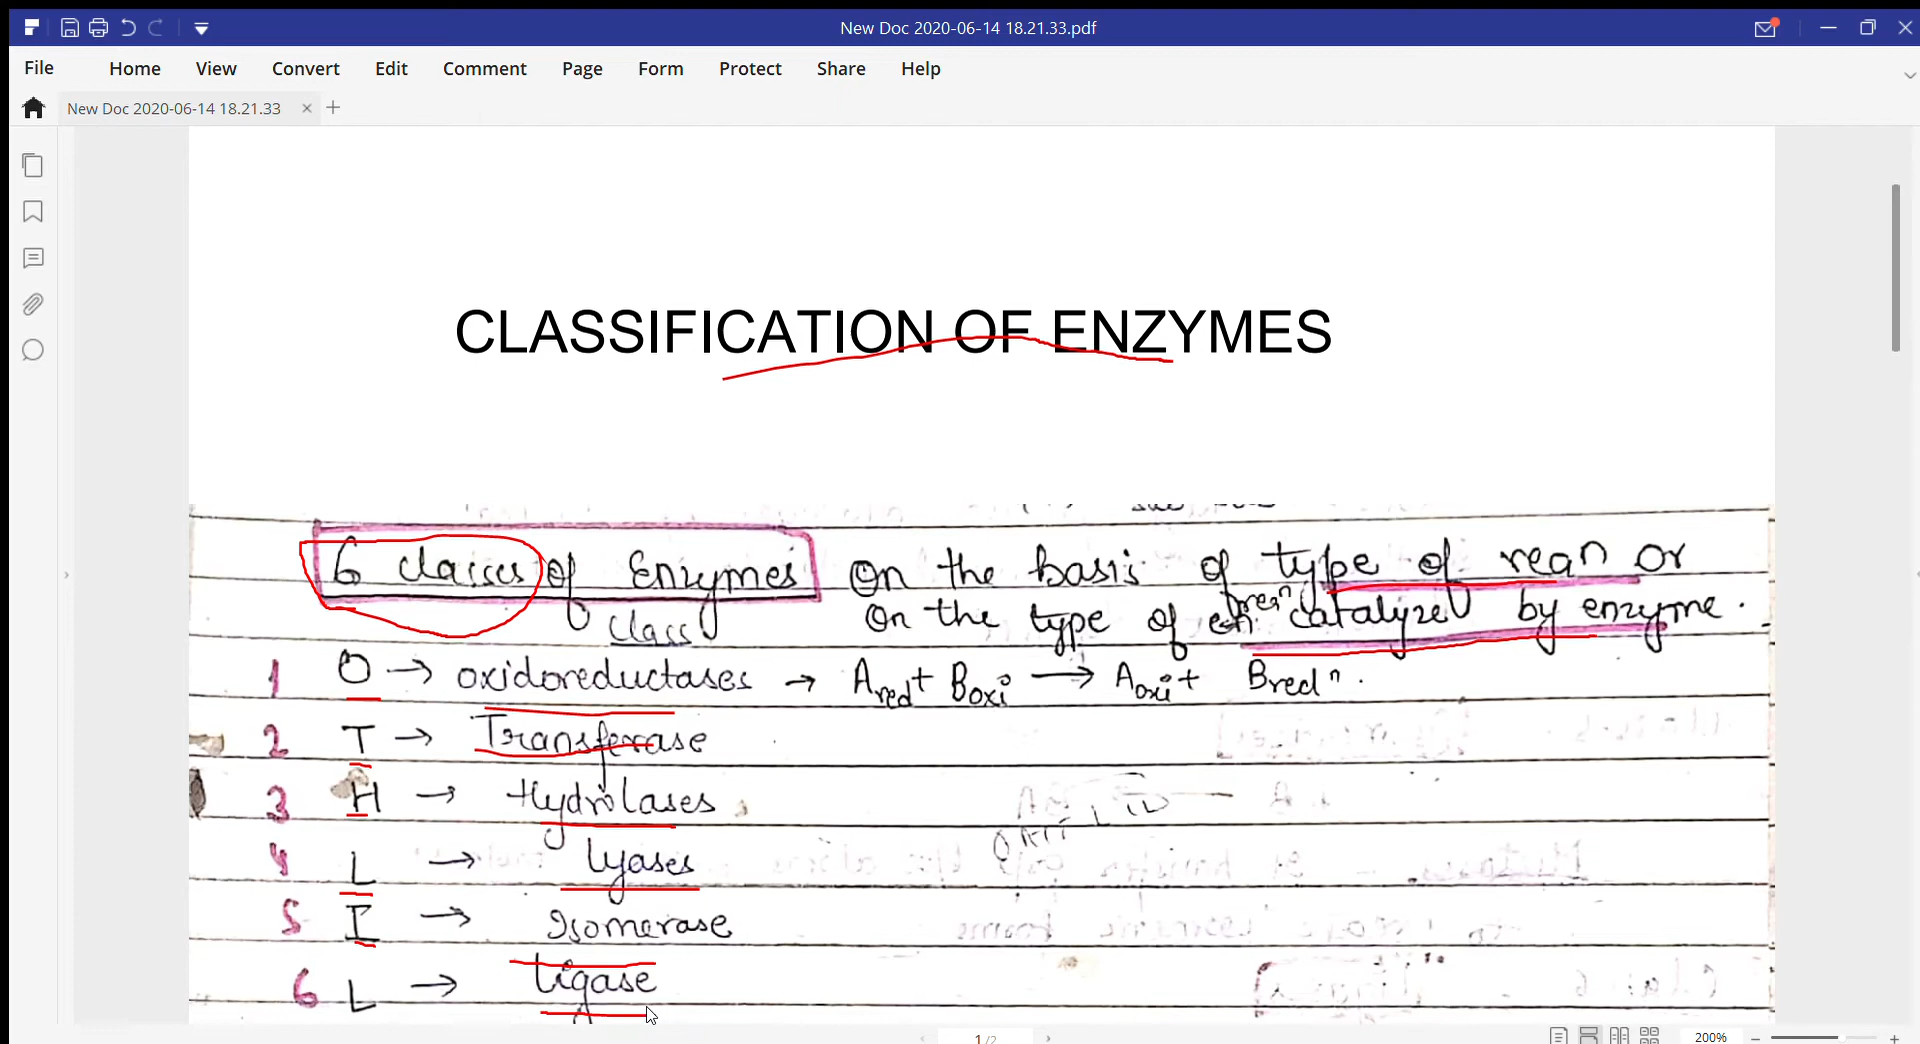 New Doc 2020-06-14 18.21.33.pdf
File Home View Convert Edit Comment Page Form Protect Share Help
New Doc 2020-06-14 18.21.33
CLASSIFICATION OF ENZYMES
6 classes of Enzymes on the basis of type of reaⁿ or
class on the type of reaⁿ catalyzed by enzyme.
1 O → oxidoreductases → Ared + Boxi → Aoxi + Bredⁿ.
2 T → Transferase
3 H → Hydrolases
4 L → lyases
5 I → Isomerase
6 L → ligase
1 /2
200%